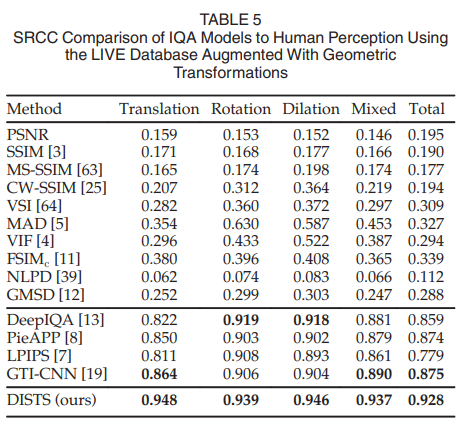 TABLE 5
SRCC Comparison of IQA Models to Human Perception Using
the LIVE Database Augmented With Geometric
Transformations
Method Translation Rotation Dilation Mixed Total
PSNR 0.159 0.153 0.152 0.146 0.195
SSIM [3] 0.171 0.168 0.177 0.166 0.190
MS-SSIM [63] 0.165 0.174 0.198 0.174 0.177
CW-SSIM [25] 0.207 0.312 0.364 0.219 0.194
VSI [64] 0.282 0.360 0.372 0.297 0.309
MAD [5] 0.354 0.630 0.587 0.453 0.327
VIF [4] 0.296 0.433 0.522 0.387 0.294
FSIMc [11] 0.380 0.396 0.408 0.365 0.339
NLPD [39] 0.062 0.074 0.083 0.066 0.112
GMSD [12] 0.252 0.299 0.303 0.247 0.288
DeepIQA [13] 0.822 0.919 0.918 0.881 0.859
PieAPP [8] 0.850 0.903 0.902 0.879 0.874
LPIPS [7] 0.811 0.908 0.893 0.861 0.779
GTI-CNN [19] 0.864 0.906 0.904 0.890 0.875
DISTS (ours) 0.948 0.939 0.946 0.937 0.928